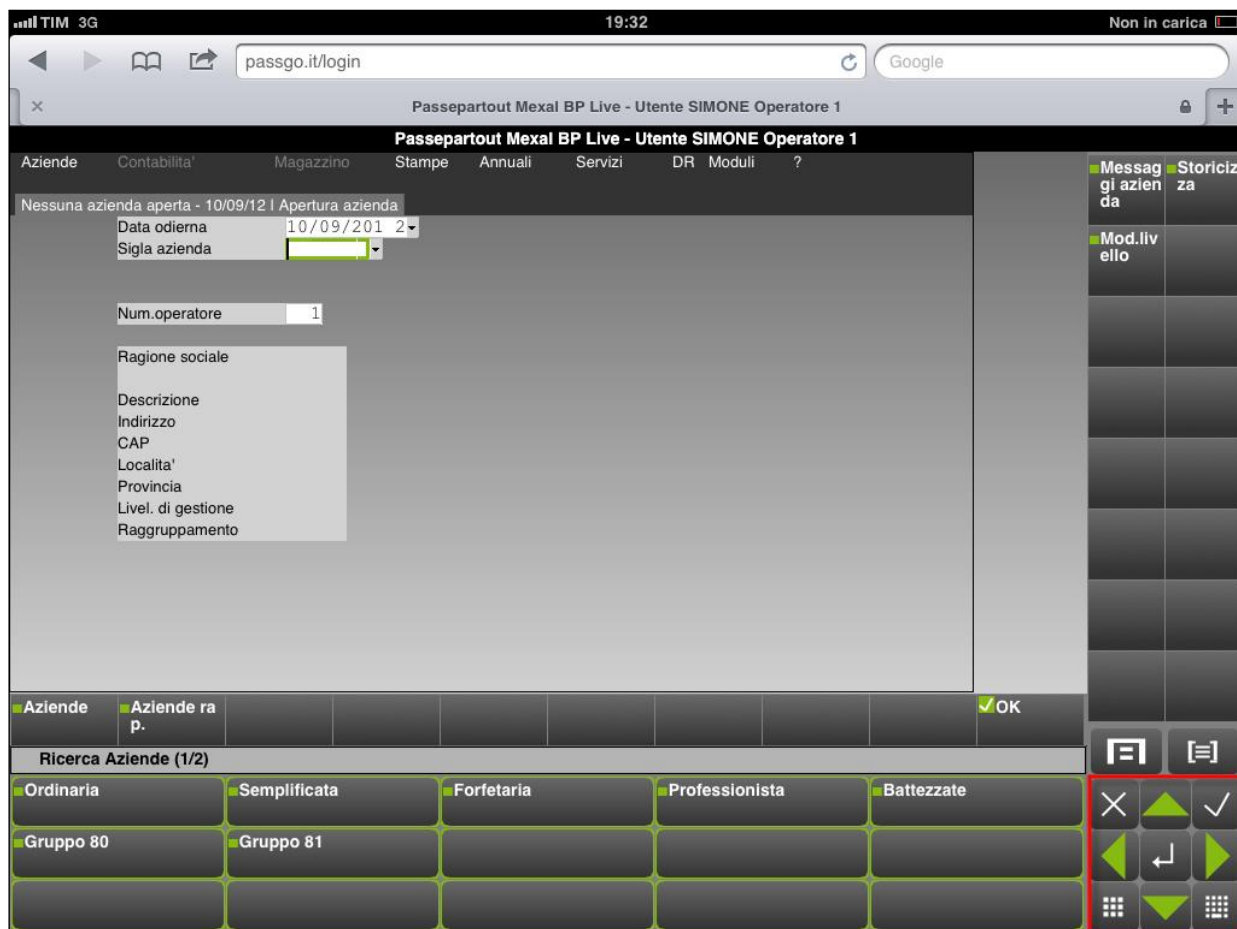 TIM 3G 19:32 Non in carica
passgo.it/login Google
Passepartout Mexal BP Live - Utente SIMONE Operatore 1
Passepartout Mexal BP Live - Utente SIMONE Operatore 1
Aziende Contabilita' Magazzino Stampe Annuali Servizi DR Moduli ?
Nessuna azienda aperta - 10/09/12 | Apertura azienda
Data odierna 10/09/201 2
Sigla azienda
Num.operatore 1
Ragione sociale
Descrizione
Indirizzo
CAP
Localita'
Provincia
Livel. di gestione
Raggruppamento
Messag
gi azien
da
Storiciz
za
Mod.liv
ello
Aziende
Aziende ra
p.
OK
Ricerca Aziende (1/2)
Ordinaria Semplificata Forfetaria Professionista Battezzate
Gruppo 80 Gruppo 81